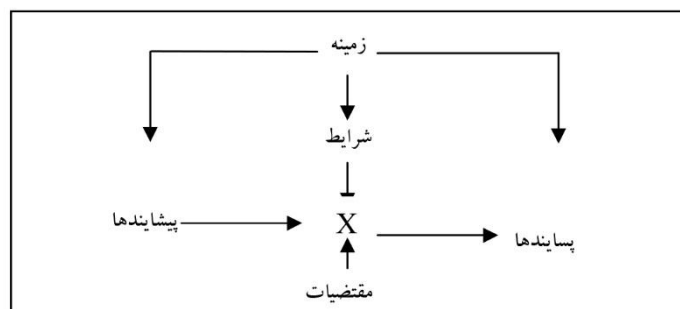 زمینه
شرایط
پیشایندها
X
پسایندها
مقتضیات